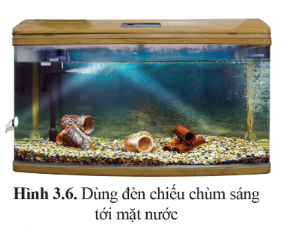 Hình 3.6. Dùng đèn chiếu chùm sáng
tới mặt nước